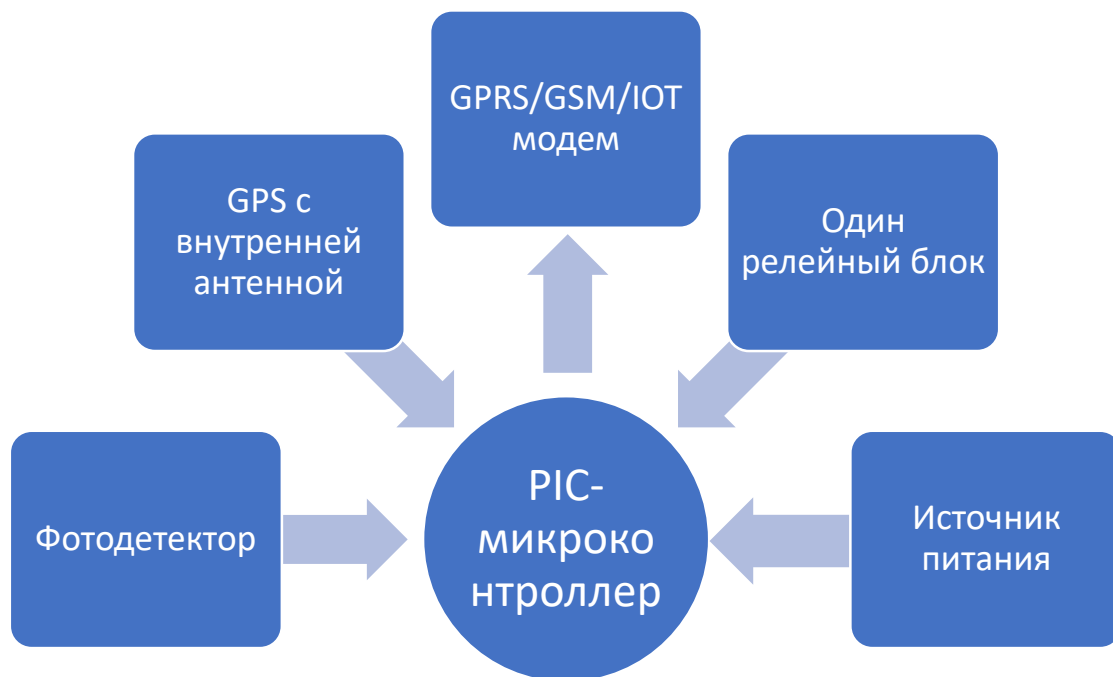 GPRS/GSM/IOT
модем
GPS с
внутренней
антенной
Один
релейный блок
Фотодетектор
PIC-
микроко
нтроллер
Источник
питания